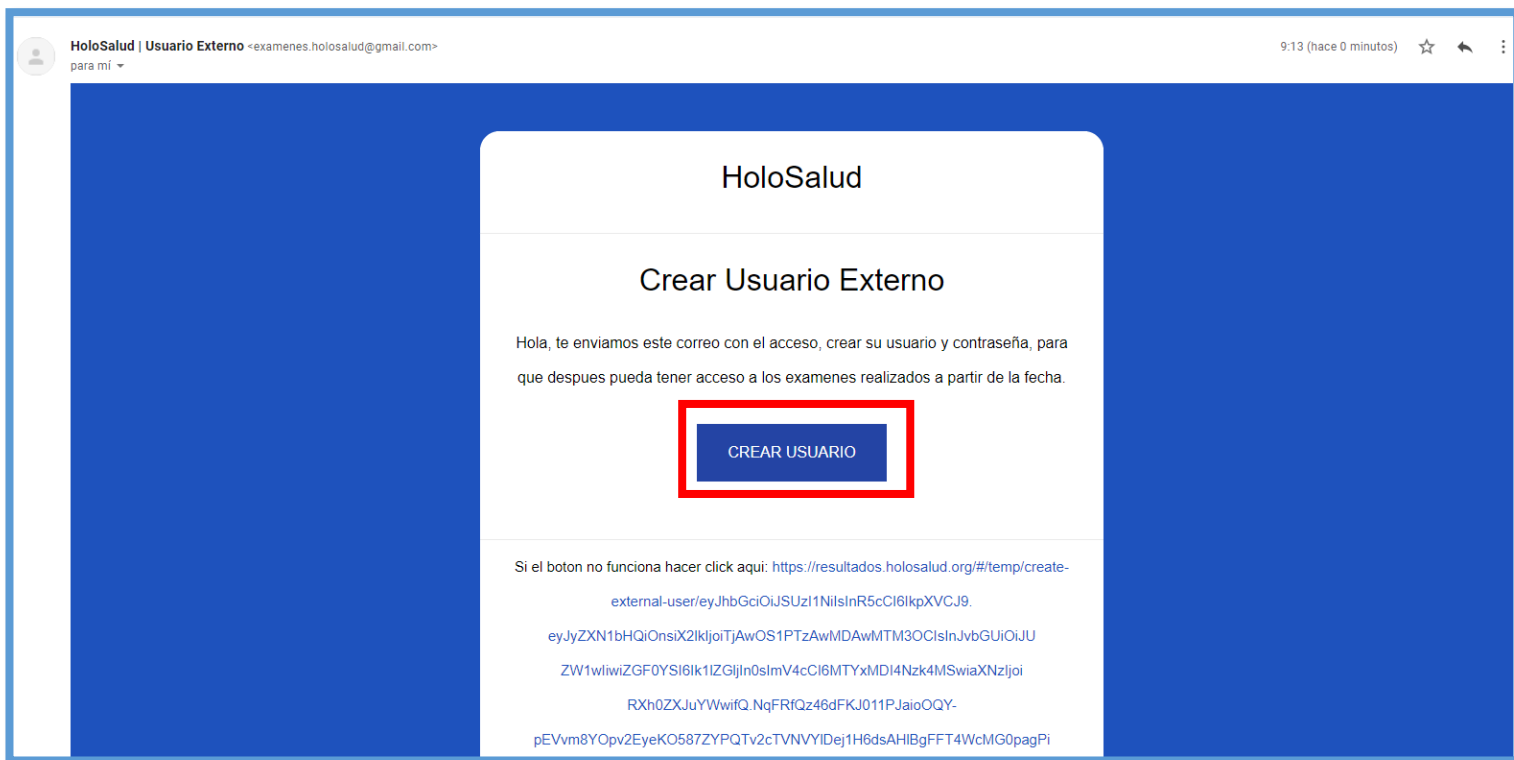 HoloSalud | Usuario Externo <examenes.holosalud@gmail.com>
9:13 (hace 0 minutos)
para mí
HoloSalud
Crear Usuario Externo
Hola, te enviamos este correo con el acceso, crear su usuario y contraseña, para
que despues pueda tener acceso a los examenes realizados a partir de la fecha.
CREAR USUARIO
Si el boton no funciona hacer click aqui: https://resultados.holosalud.org/#/temp/create-
external-user/eyJhbGciOiJSUzI1NiIsInR5cCI6IkpXVCJ9.
eyJyZXN1bHQiOnsiX2lkIjoiTjAwOS1PTzAwMDAwMTM3OCIsInJvbGUiOiJU
ZW1wIiwiZGF0YSI6Ik1lZGljIn0sImV4cCI6MTYxMDI4Nzk4MSwiaXNzIjoi
RXh0ZXJuYWwifQ.NqFRfQz46dFKJ011PJaioOQY-
pEVvm8YOpv2EyeKO587ZYPQTv2cTVNVYlDej1H6dsAHlBgFFT4WcMG0pagPi